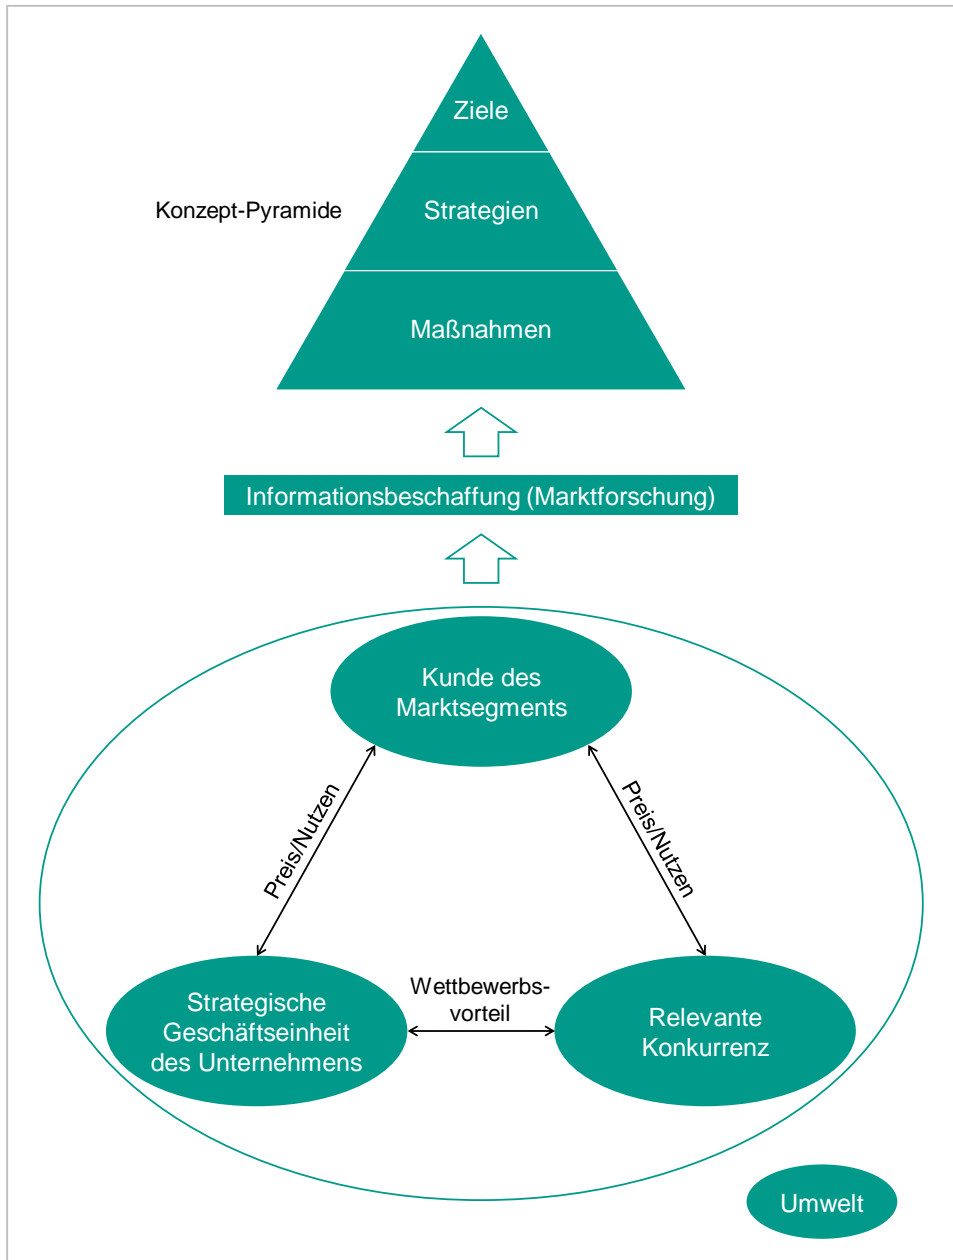 Ziele
Konzept-Pyramide
Strategien
Maßnahmen
Informationsbeschaffung (Marktforschung)
Kunde des
Marktsegments
Preis/Nutzen
Preis/Nutzen
Strategische
Geschäftseinheit
des Unternehmens
Wettbewerbs-
vorteil
Relevante
Konkurrenz
Umwelt